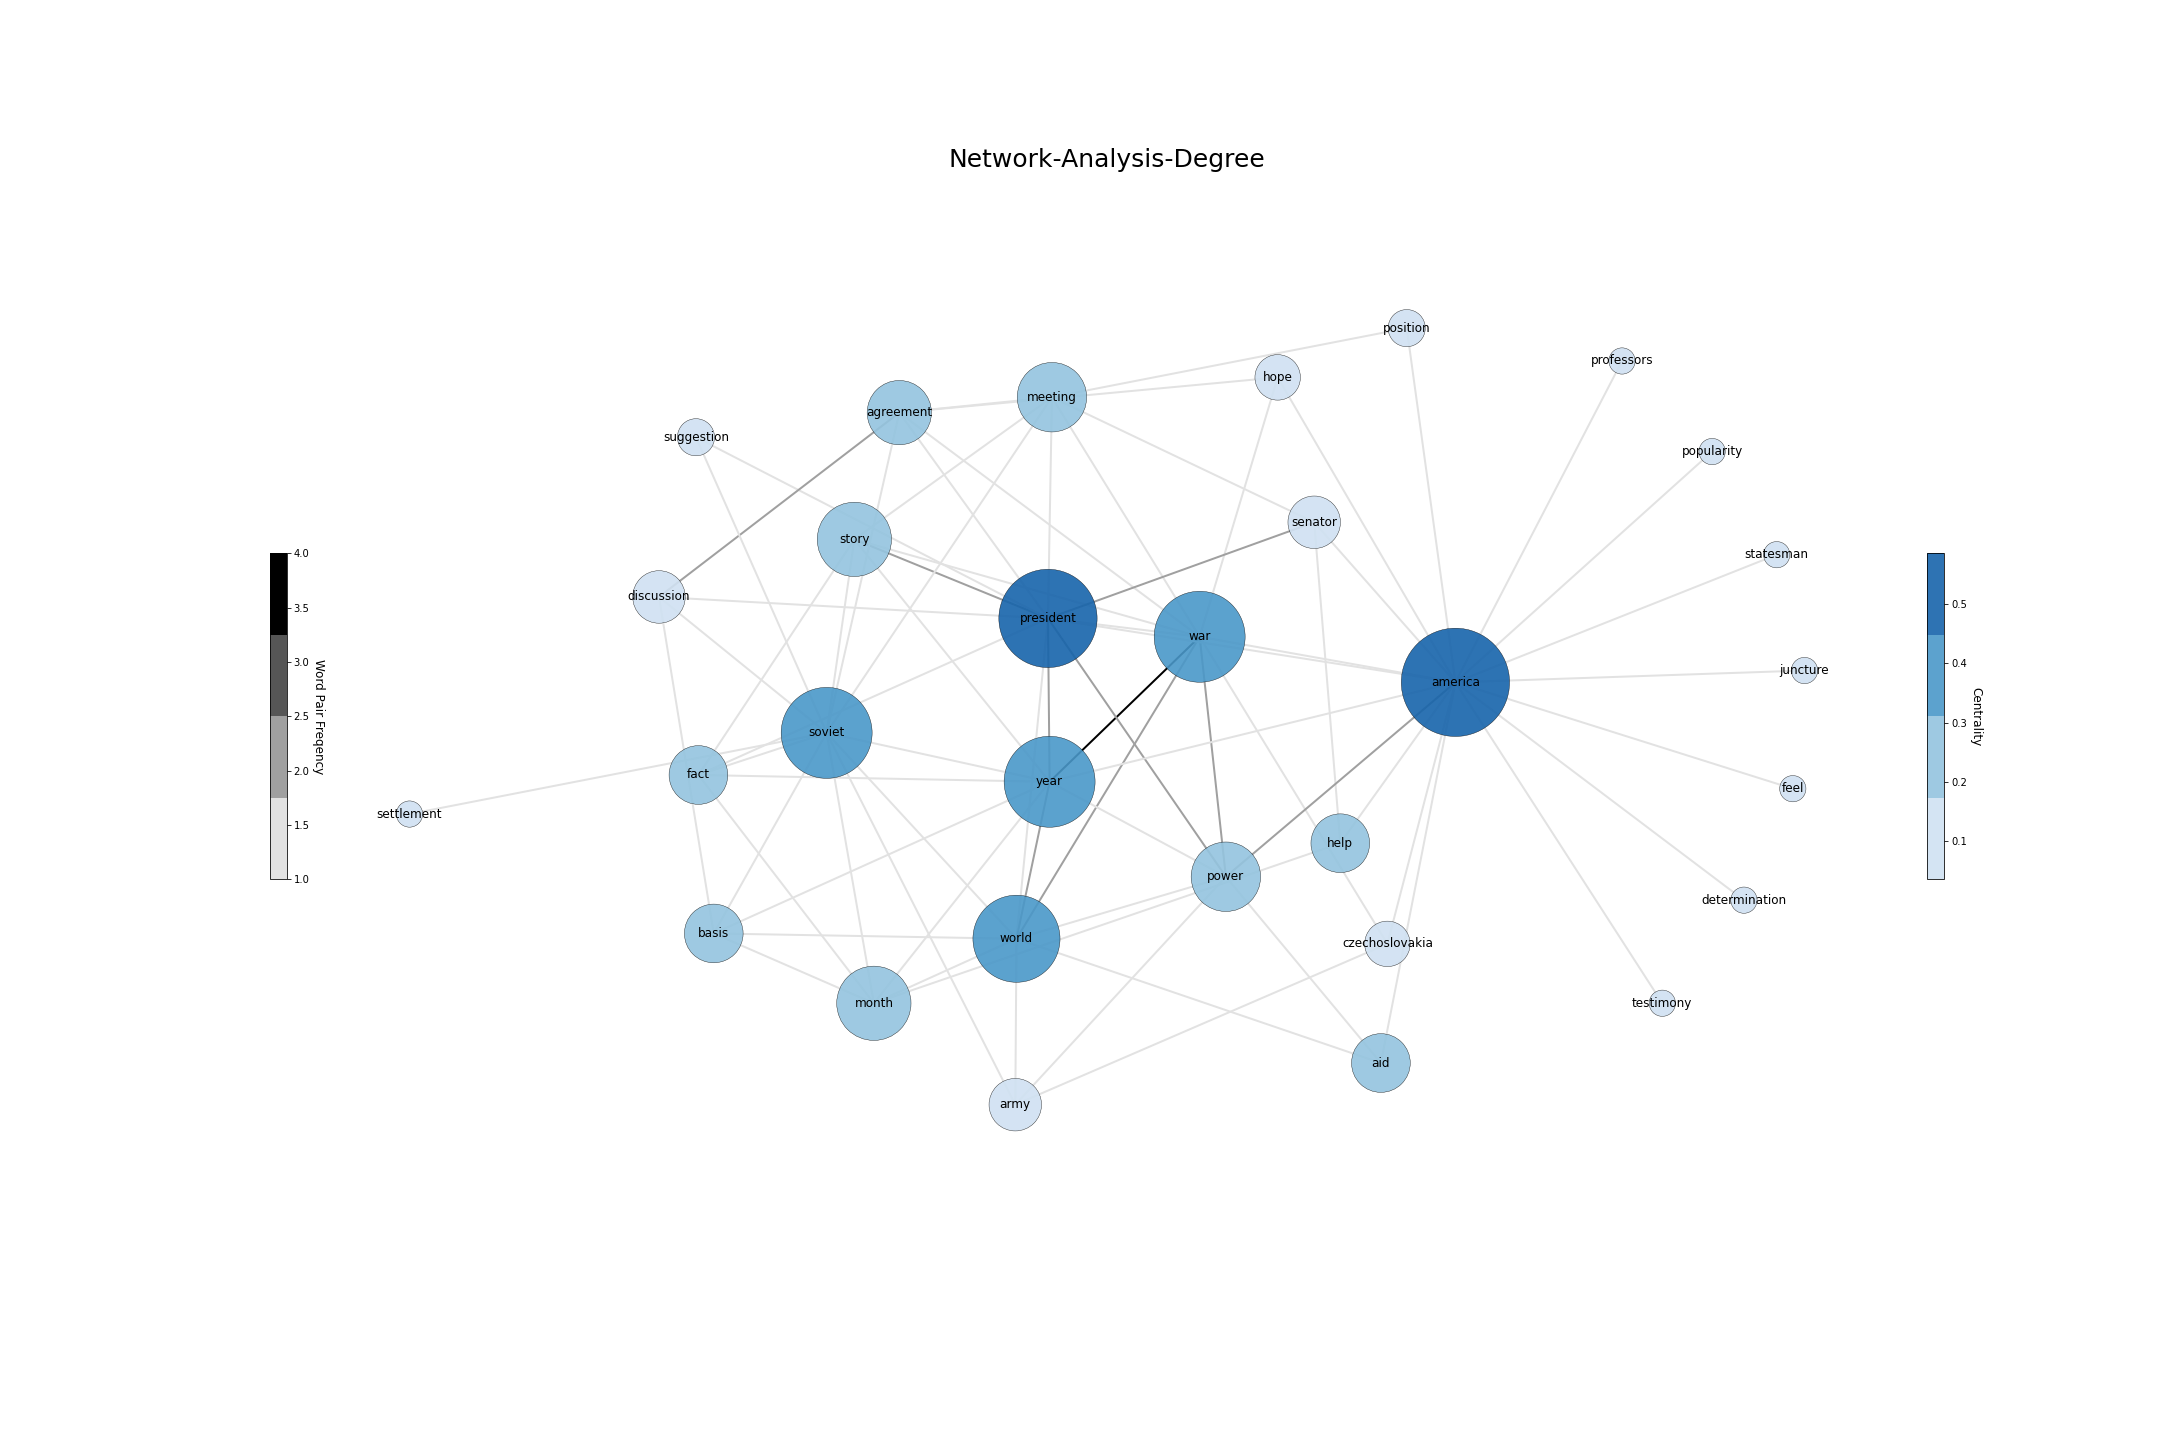 Network-Analysis-Degree
position
professors
hope
meeting
agreement
suggestion
popularity
senator
story
statesman
discussion
president
war
juncture
america
soviet
fact
year
feel
settlement
help
power
determination
basis
world
czechoslovakia
month
testimony
aid
army
4.0
3.5
3.0
2.5
2.0
1.5
1.0
Word Pair Freqency
0.5
0.4
0.3
0.2
0.1
Centrality